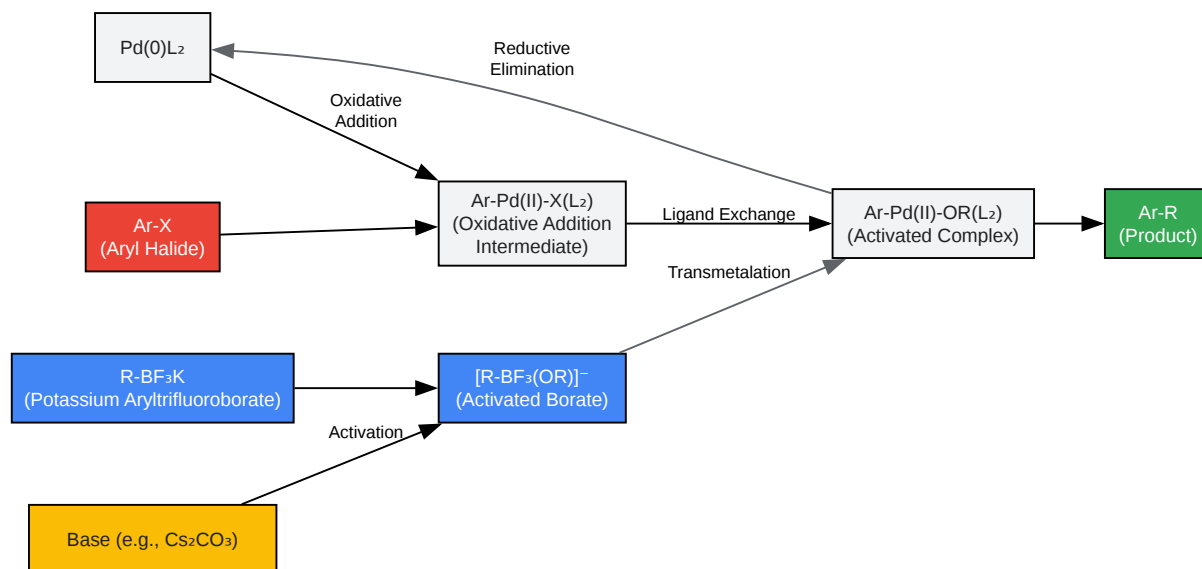 Pd(0)L₂
Reductive
Elimination
Oxidative
Addition
Ar-X
(Aryl Halide)
Ar-Pd(II)-X(L₂)
(Oxidative Addition
Intermediate)
Ligand Exchange
Ar-Pd(II)-OR(L₂)
(Activated Complex)
Ar-R
(Product)
Transmetalation
R-BF₃K
(Potassium Aryltrifluoroborate)
[R-BF₃(OR)]⁻
(Activated Borate)
Activation
Base (e.g., Cs₂CO₃)